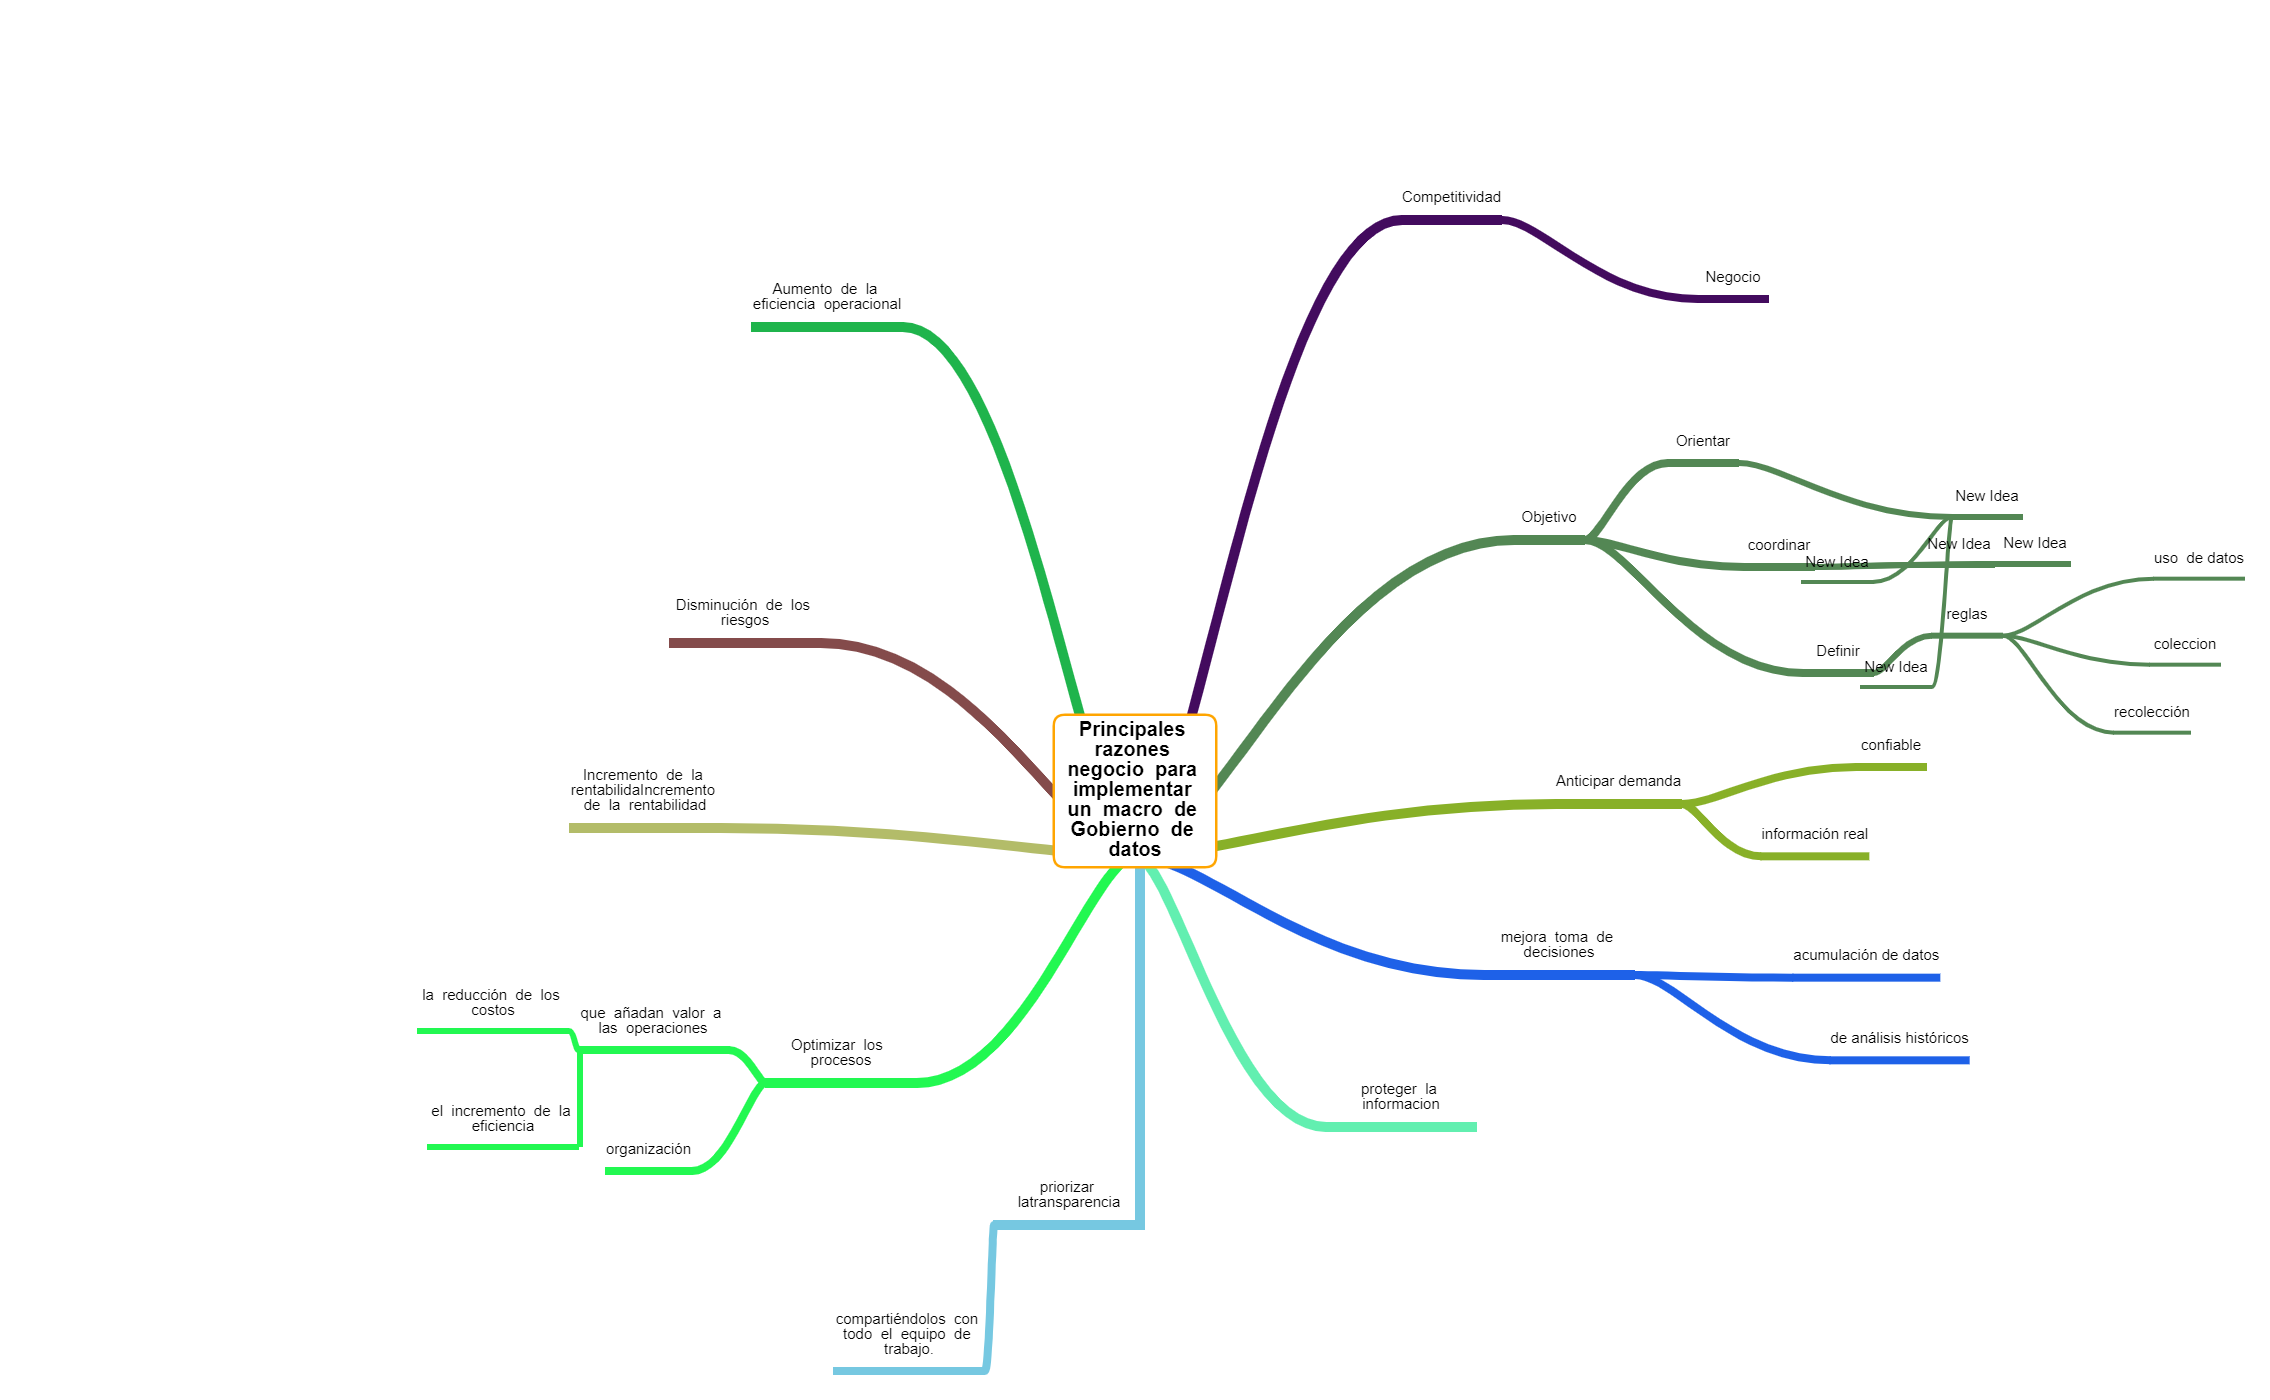 Principales
razones
negocio para
implementar
un macro de
Gobierno de
datos
Competitividad
Negocio
Aumento de la
eficiencia operacional
Orientar
New Idea
Objetivo
coordinar
New Idea
New Idea
New Idea
uso de datos
Disminución de los
riesgos
reglas
coleccion
Definir
New Idea
recolección
confiable
Anticipar demanda
información real
Incremento de la
rentabilidaIncremento
de la rentabilidad
mejora toma de
decisiones
acumulación de datos
de análisis históricos
la reducción de los
costos
que añadan valor a
las operaciones
Optimizar los
procesos
el incremento de la
eficiencia
organización
proteger la
informacion
priorizar
latransparencia
compartiéndolos con
todo el equipo de
trabajo.